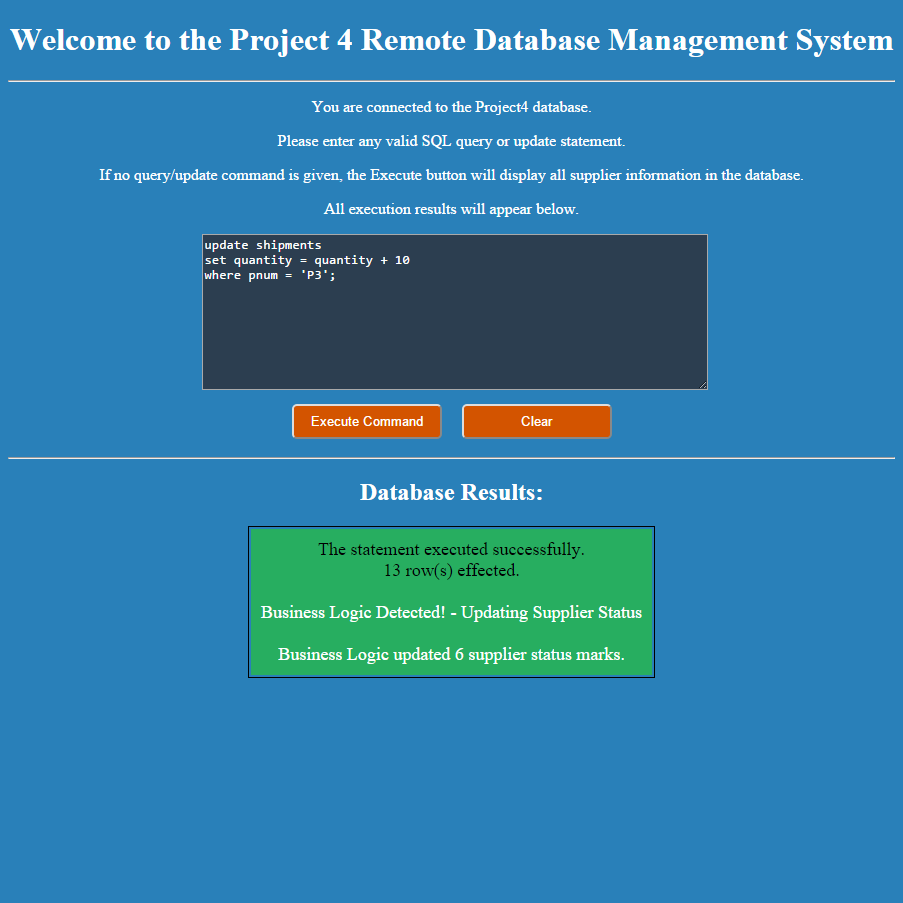 Welcome to the Project 4 Remote Database Management System
You are connected to the Project4 database.
Please enter any valid SQL query or update statement.
If no query/update command is given, the Execute button will display all supplier information in the database.
All execution results will appear below.
update shipments
set quantity = quantity + 10
where pnum = 'P3';
Execute Command
Clear
Database Results:
The statement executed successfully.
13 row(s) effected.
Business Logic Detected! - Updating Supplier Status
Business Logic updated 6 supplier status marks.